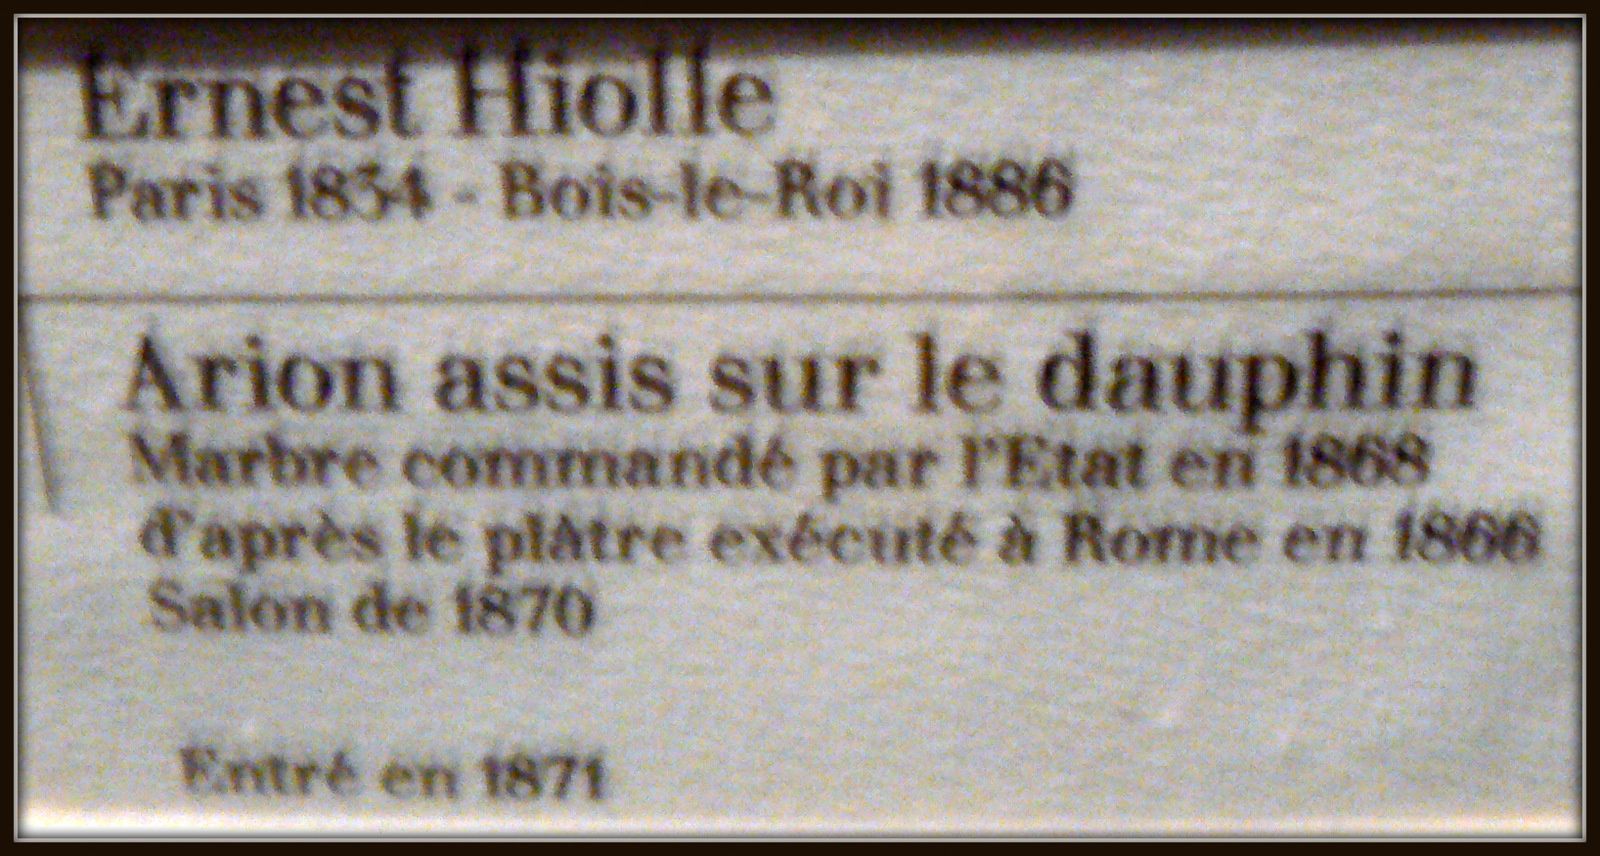 Ernest Hiolle
Paris 1834 - Bois-le-Roi 1886
Arion assis sur le dauphin
Marbre commandé par l'Etat en 1868
d'après le plâtre exécuté à Rome en 1866
Salon de 1870
Entré en 1871